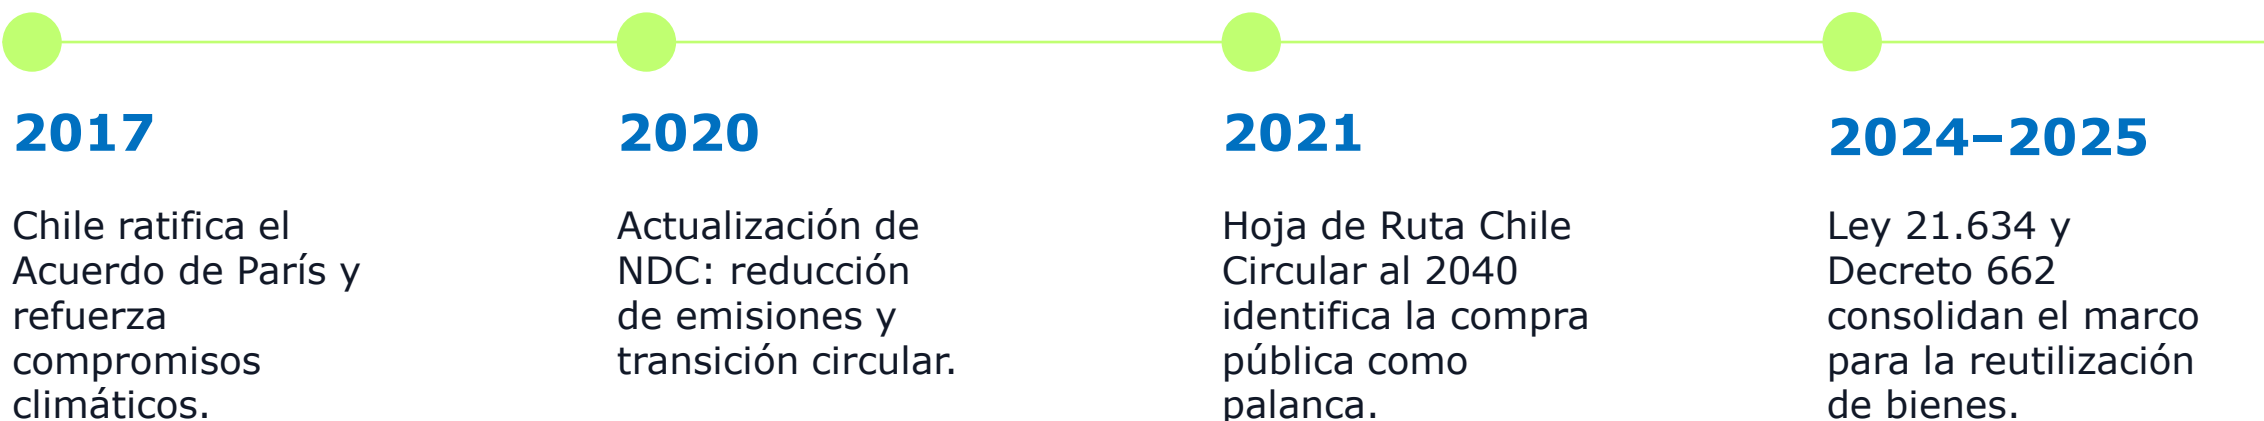 2017
Chile ratifica el
Acuerdo de París y
refuerza
compromisos
climáticos.
2020
Actualización de
NDC: reducción
de emisiones y
transición circular.
2021
Hoja de Ruta Chile
Circular al 2040
identifica la compra
pública como
palanca.
2024–2025
Ley 21.634 y
Decreto 662
consolidan el marco
para la reutilización
de bienes.